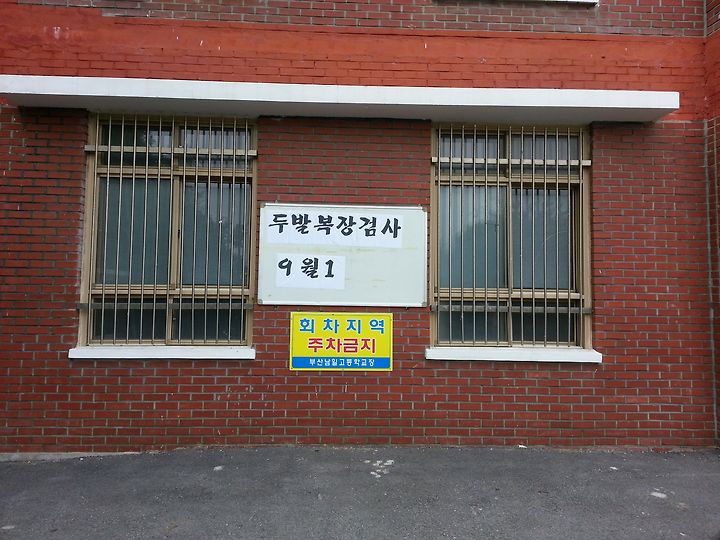 두발복장검사
9월1
회차지역
주차금지
부산남일고등학교장